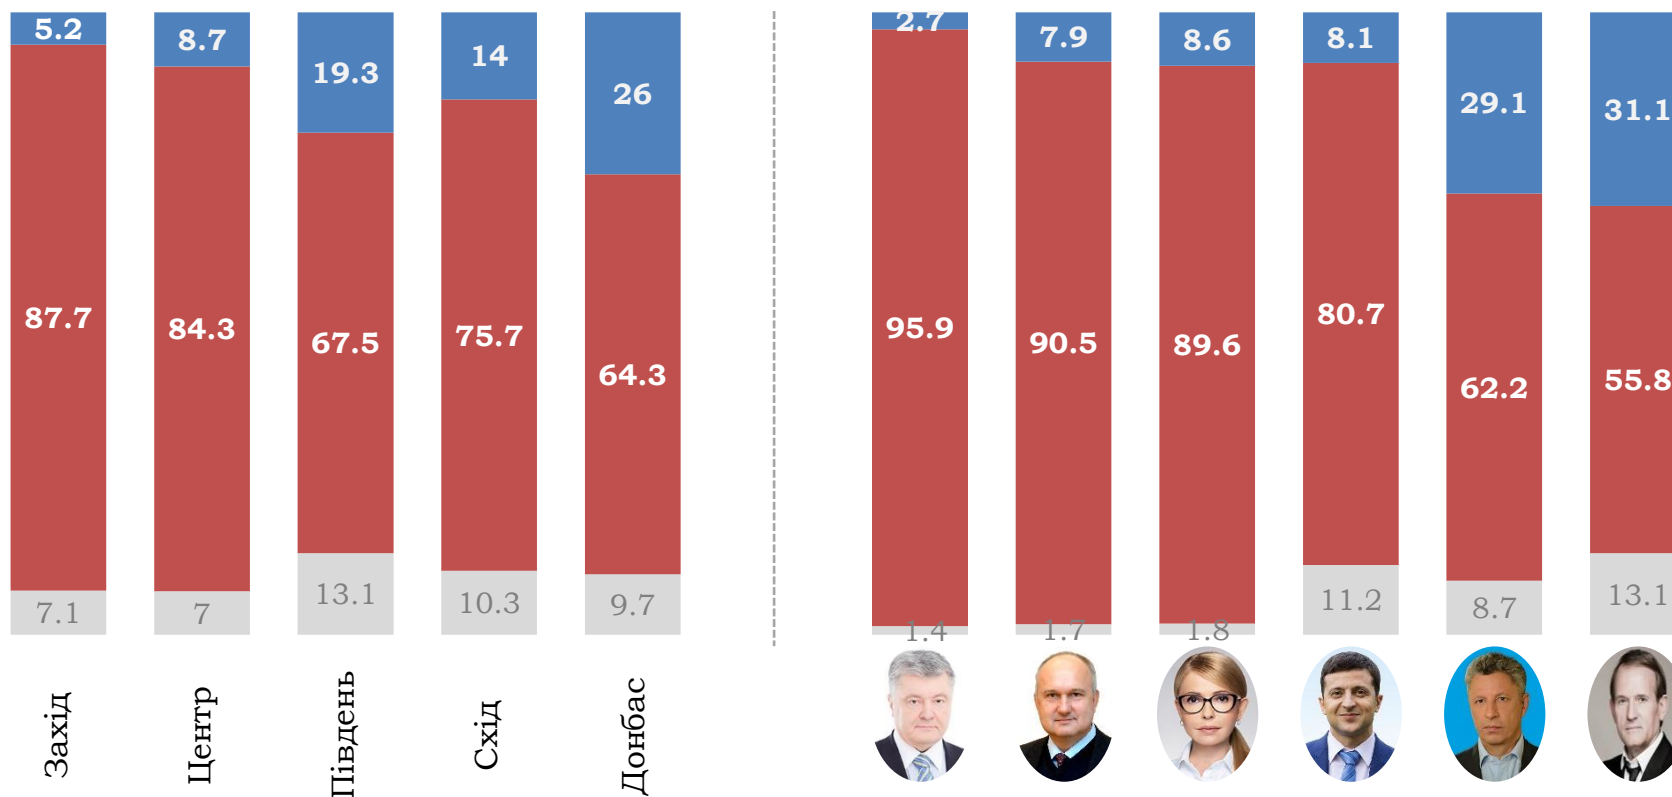 5.2 8.7 19.3 14 26 2.7 7.9 8.6 8.1 29.1 31.1
87.7 84.3 67.5 75.7 64.3 95.9 90.5 89.6 80.7 62.2 55.8
7.1 7 13.1 10.3 9.7 1.4 1.7 1.8 11.2 8.7 13.1
Захід Центр Південь Схід Донбас